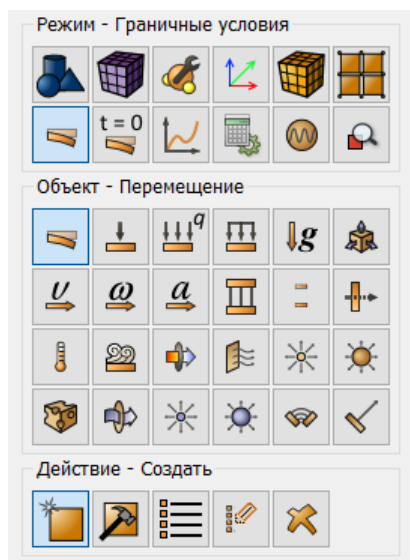 Режим - Граничные условия
t = 0
Объект - Перемещение
q
g
υ ω a
Действие - Создать